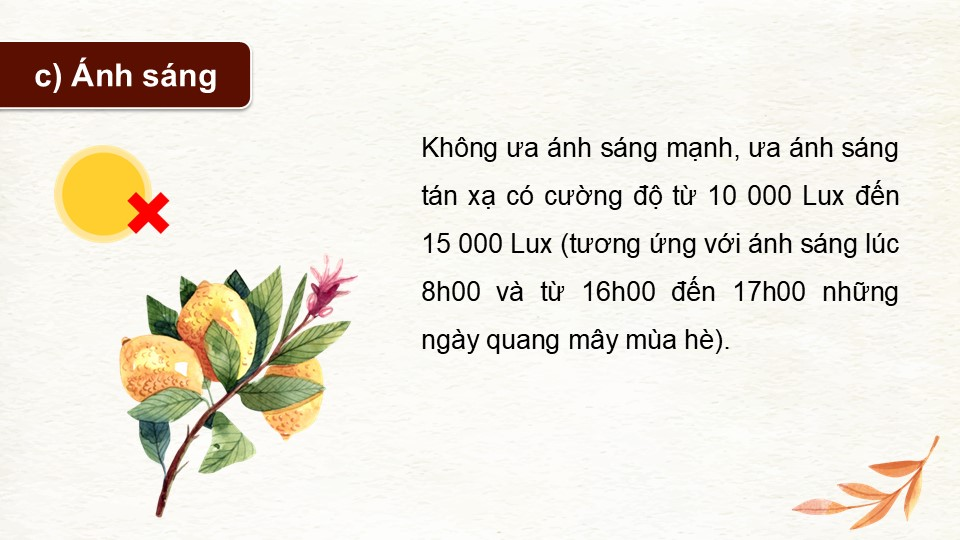 c) Ánh sáng
Không ưa ánh sáng mạnh, ưa ánh sáng
tán xạ có cường độ từ 10 000 Lux đến
15 000 Lux (tương ứng với ánh sáng lúc
8h00 và từ 16h00 đến 17h00 những
ngày quang mây mùa hè).